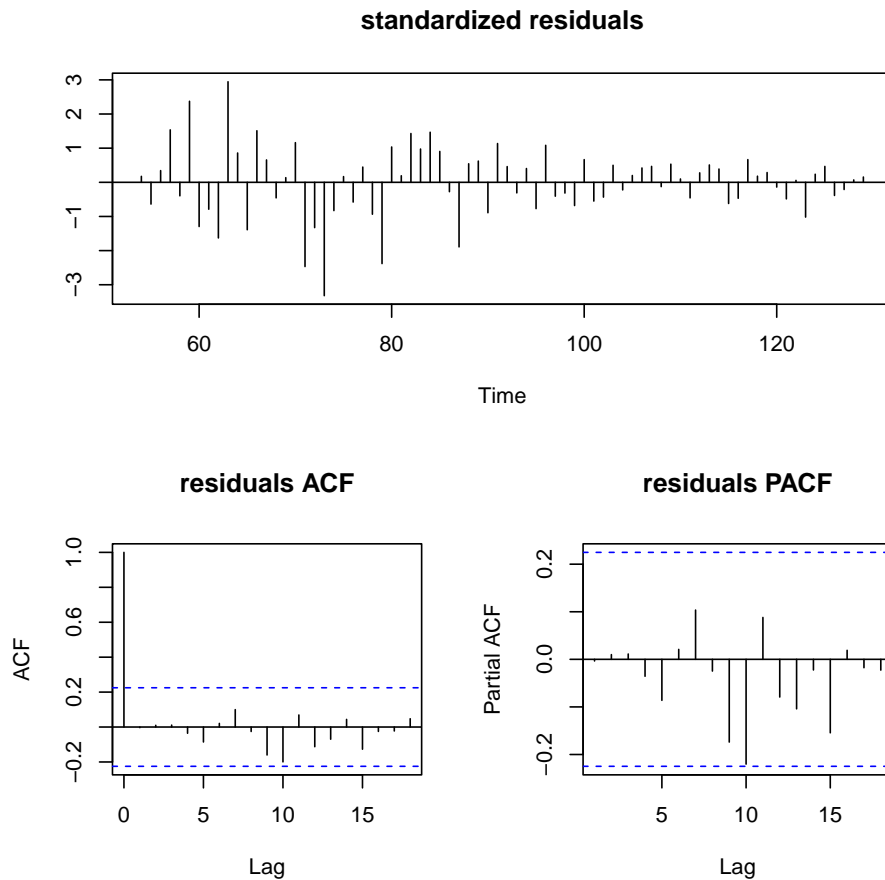 standardized residuals
3
2
1
−1
−3
60 80 100 120
Time
residuals ACF
1.0
0.6
0.2
−0.2
ACF
0 5 10 15
Lag
residuals PACF
0.2
0.0
−0.2
Partial ACF
5 10 15
Lag